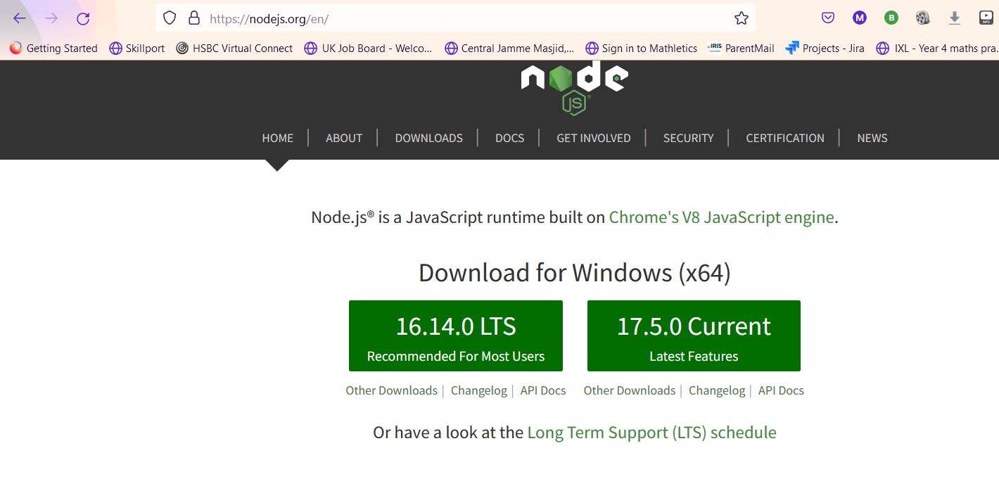 https://nodejs.org/en/
M
B
MP3
Getting Started
Skillport
HSBC Virtual Connect
UK Job Board - Welco...
Central Jamme Masjid,...
Sign in to Mathletics
IRIS
ParentMail
Projects - Jira
IXL - Year 4 maths pra.
node
JS
®
HOME | ABOUT | DOWNLOADS | DOCS | GET INVOLVED | SECURITY | CERTIFICATION | NEWS
Node.js® is a JavaScript runtime built on Chrome's V8 JavaScript engine.
Download for Windows (x64)
16.14.0 LTS
Recommended For Most Users
Other Downloads | Changelog | API Docs
17.5.0 Current
Latest Features
Other Downloads | Changelog | API Docs
Or have a look at the Long Term Support (LTS) schedule